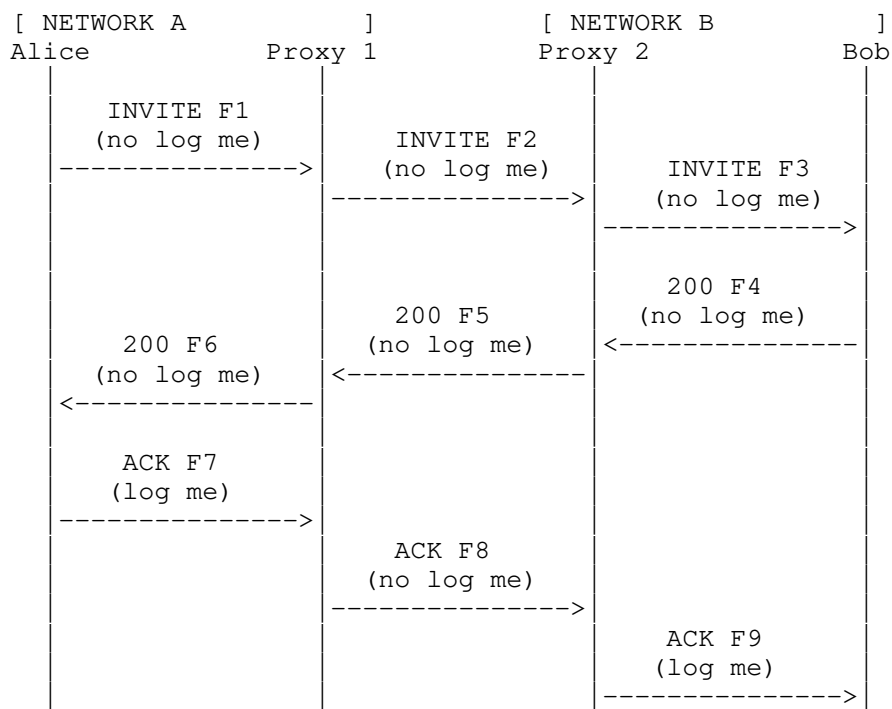 [ NETWORK A ] [ NETWORK B ]
Alice Proxy 1 Proxy 2 Bob
INVITE F1
(no log me) INVITE F2
(no log me) INVITE F3
(no log me)
200 F4
200 F5 (no log me)
200 F6 (no log me)
(no log me)
ACK F7
(log me)
ACK F8
(no log me)
ACK F9
(log me)